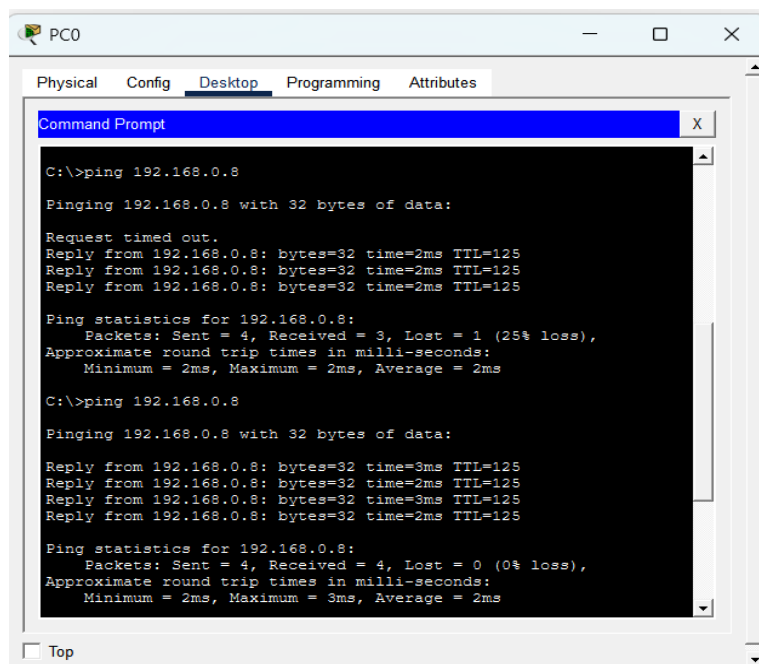 PC0
Physical Config Desktop Programming Attributes
Command Prompt X
C:\>ping 192.168.0.8
Pinging 192.168.0.8 with 32 bytes of data:
Request timed out.
Reply from 192.168.0.8: bytes=32 time=2ms TTL=125
Reply from 192.168.0.8: bytes=32 time=2ms TTL=125
Reply from 192.168.0.8: bytes=32 time=2ms TTL=125
Ping statistics for 192.168.0.8:
Packets: Sent = 4, Received = 3, Lost = 1 (25% loss),
Approximate round trip times in milli-seconds:
Minimum = 2ms, Maximum = 2ms, Average = 2ms
C:\>ping 192.168.0.8
Pinging 192.168.0.8 with 32 bytes of data:
Reply from 192.168.0.8: bytes=32 time=3ms TTL=125
Reply from 192.168.0.8: bytes=32 time=2ms TTL=125
Reply from 192.168.0.8: bytes=32 time=3ms TTL=125
Reply from 192.168.0.8: bytes=32 time=2ms TTL=125
Ping statistics for 192.168.0.8:
Packets: Sent = 4, Received = 4, Lost = 0 (0% loss),
Approximate round trip times in milli-seconds:
Minimum = 2ms, Maximum = 3ms, Average = 2ms
Top